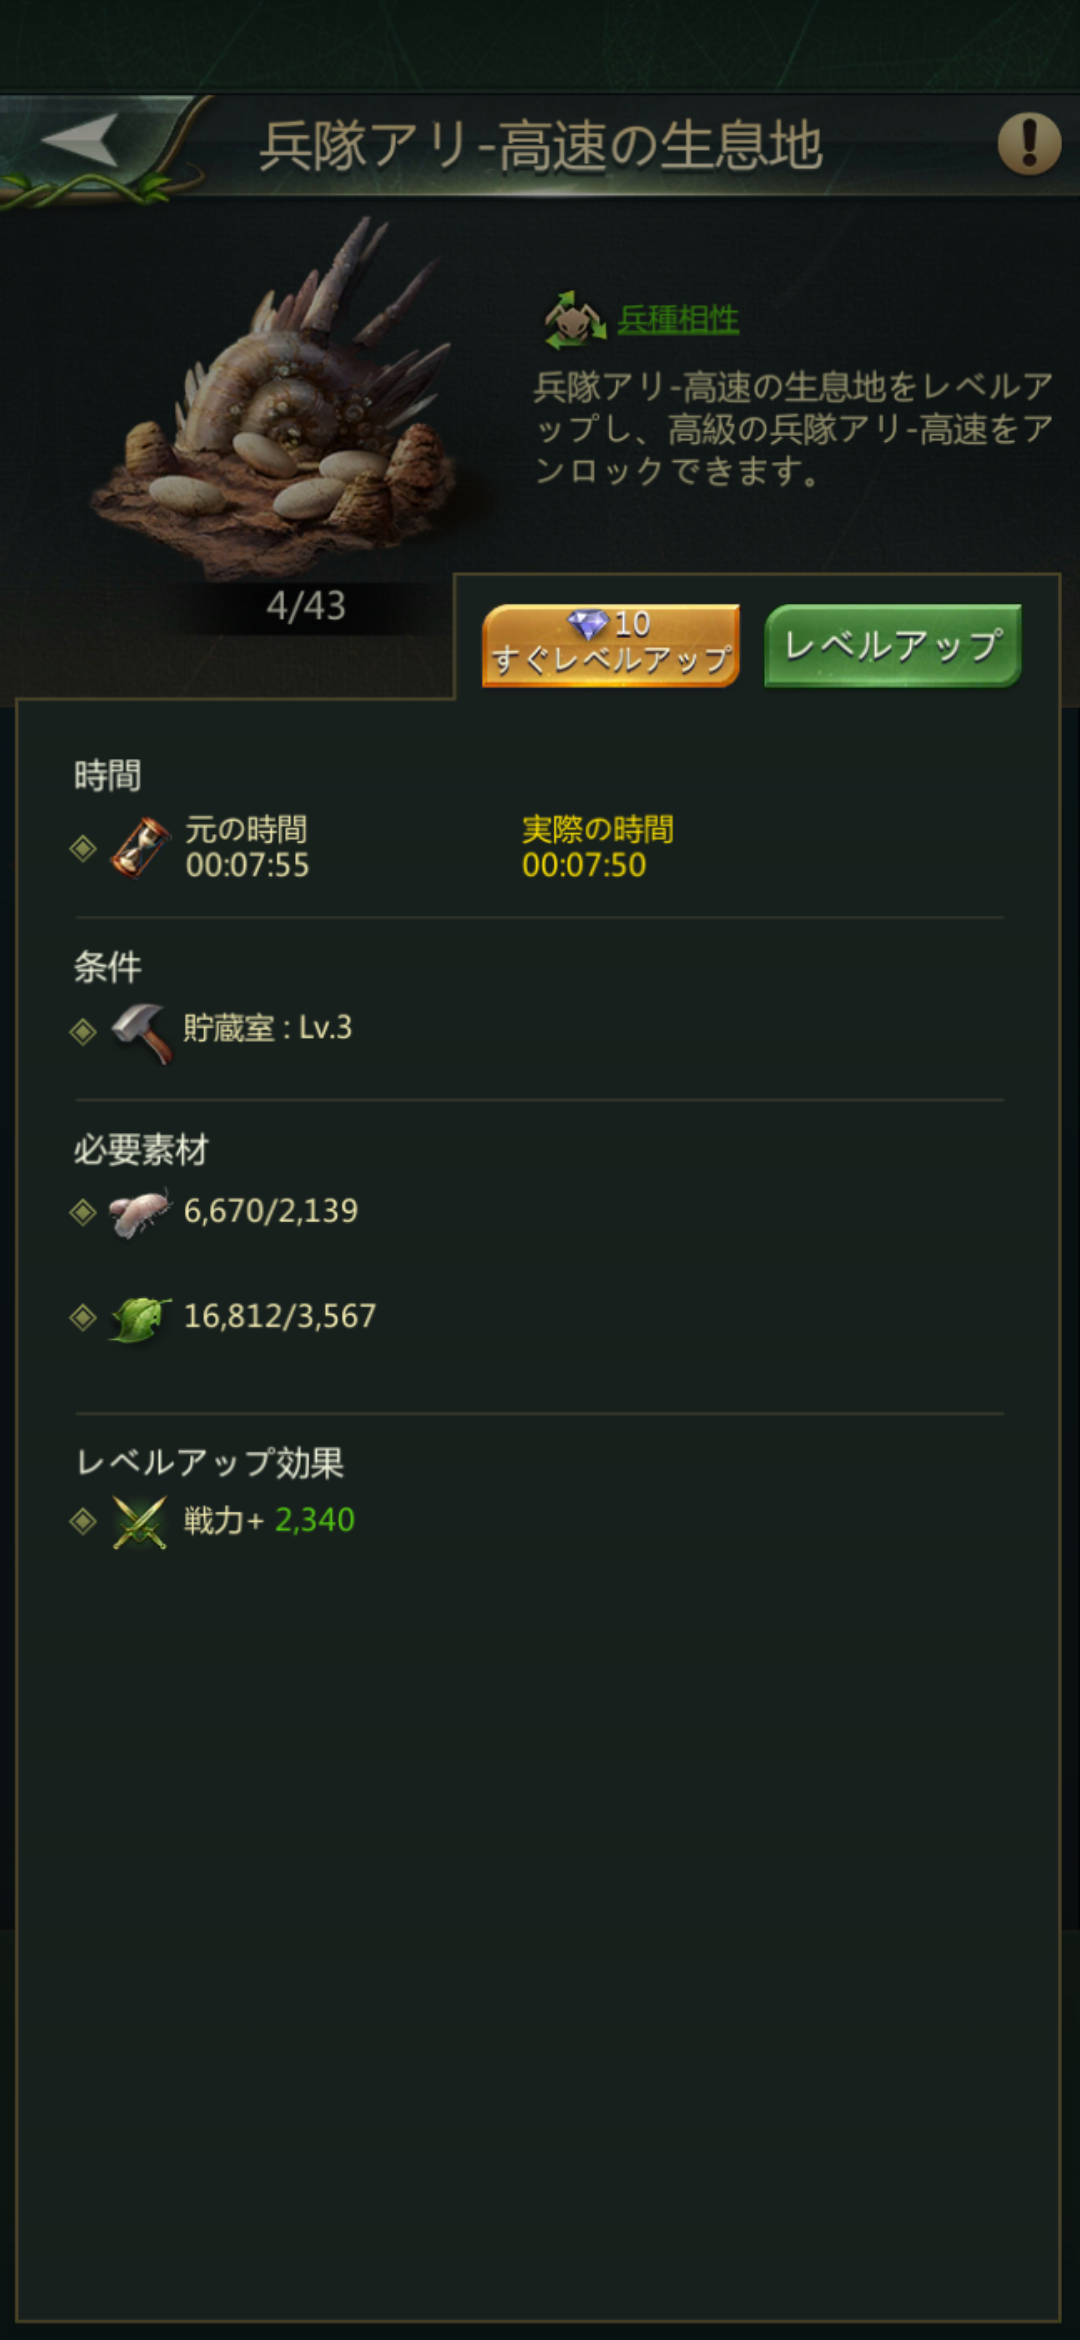 兵隊アリ-高速の生息地
兵種相性
兵隊アリ-高速の生息地をレベルア
ップし、高級の兵隊アリ-高速をア
ンロックできます。
4/43
10
すぐレベルアップ
レベルアップ
時間
元の時間
00:07:55
実際の時間
00:07:50
条件
貯蔵室 : Lv.3
必要素材
6,670/2,139
16,812/3,567
レベルアップ効果
戦力+ 2,340